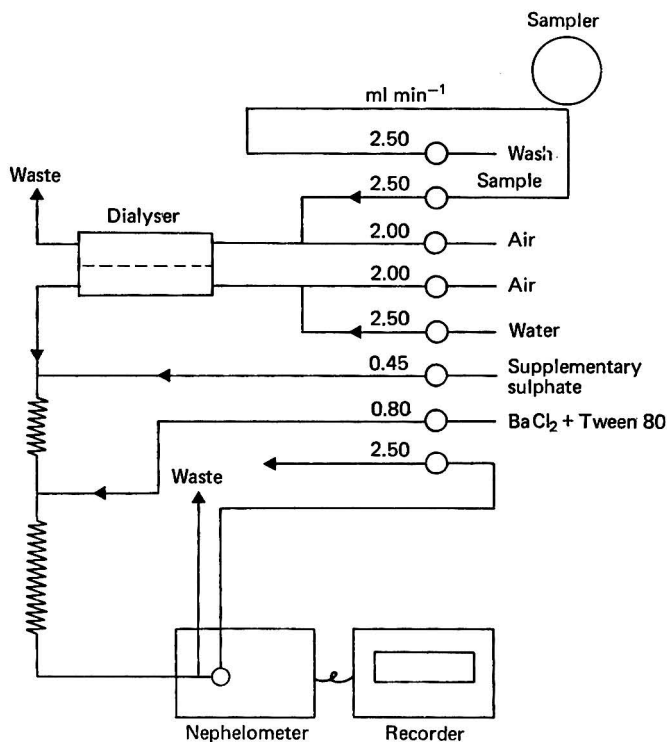 Sampler
ml min⁻¹
2.50
Wash
Waste
2.50
Sample
Dialyser
2.00
Air
2.00
Air
2.50
Water
0.45
Supplementary
sulphate
0.80
BaCl₂ + Tween 80
2.50
Waste
Nephelometer
Recorder